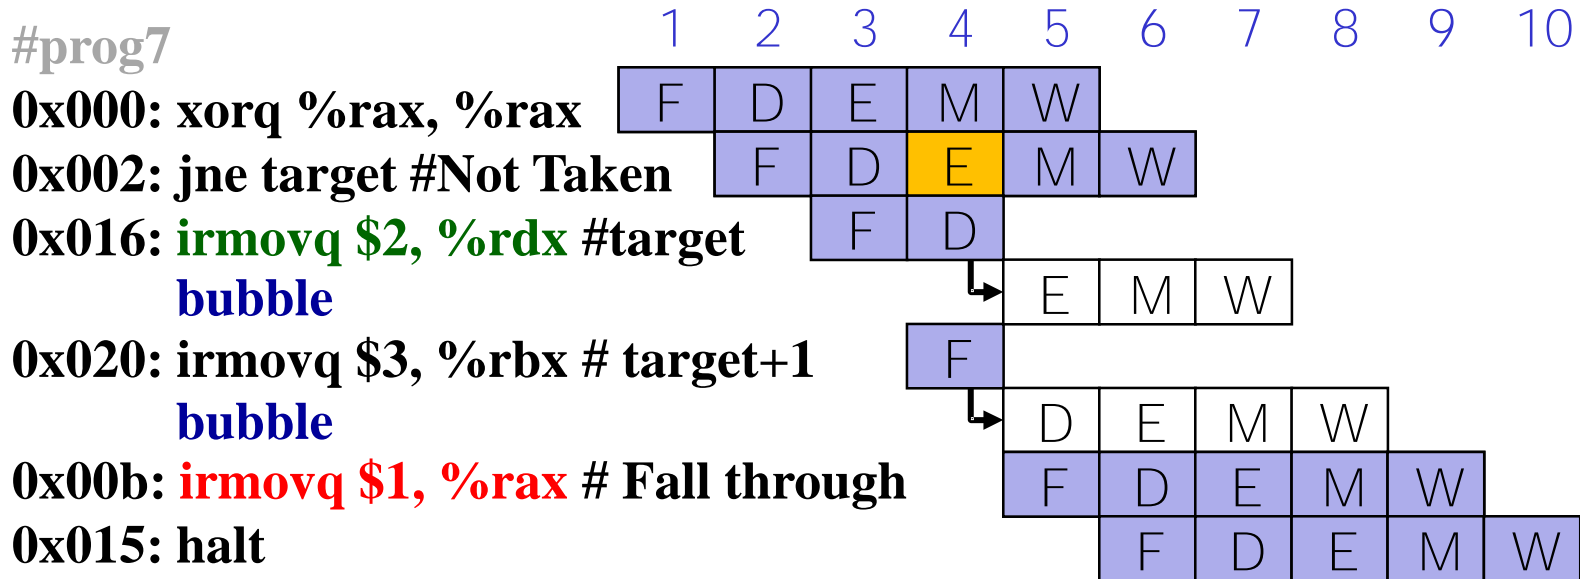 1 2 3 4 5 6 7 8 9 10
#prog7
0x000: xorq %rax, %rax F D E M W
0x002: jne target #Not Taken F D E M W
0x016: irmovq $2, %rdx #target F D
bubble E M W
0x020: irmovq $3, %rbx # target+1 F
bubble D E M W
0x00b: irmovq $1, %rax # Fall through F D E M W
0x015: halt F D E M W